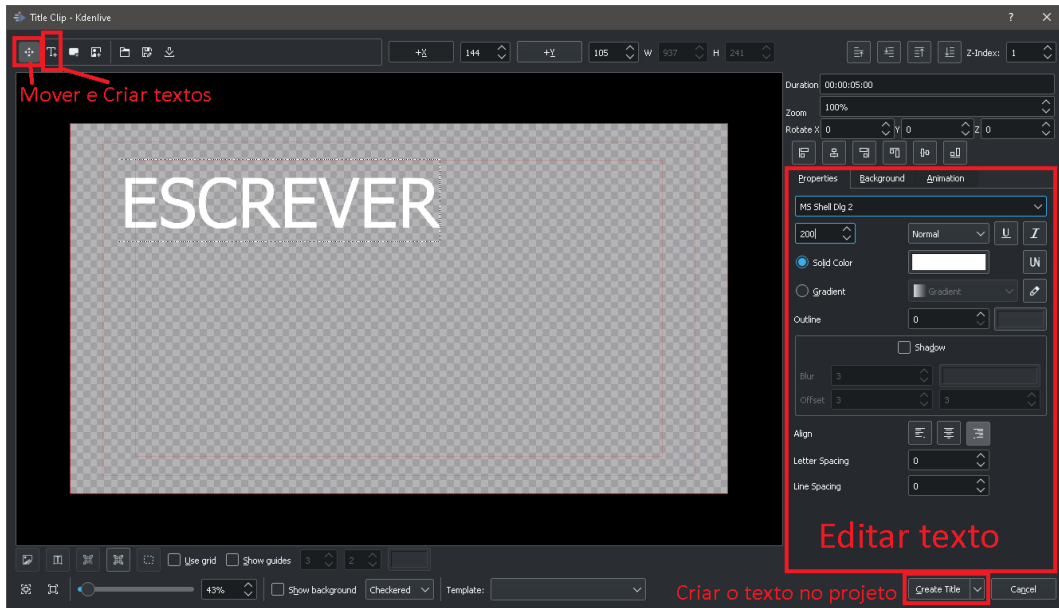 Title Clip - Kdenlive
?
+X 144 +Y 105 W 937 H 241
Z-Index: 1
Mover e Criar textos
Duration 00:00:05:00
Zoom 100%
Rotate X 0 Y 0 Z 0
ESCREVER
Properties Background Animation
MS Shell Dlg 2
200 Normal U I
Solid Color
Gradient Gradient
Outline 0
Shadow
Blur 3
Offset 3 3
Align
Letter Spacing 0
Line Spacing 0
Editar texto
Use grid Show guides 3 2
43% Show background Checkered Template:
Criar o texto no projeto
Create Title Cancel